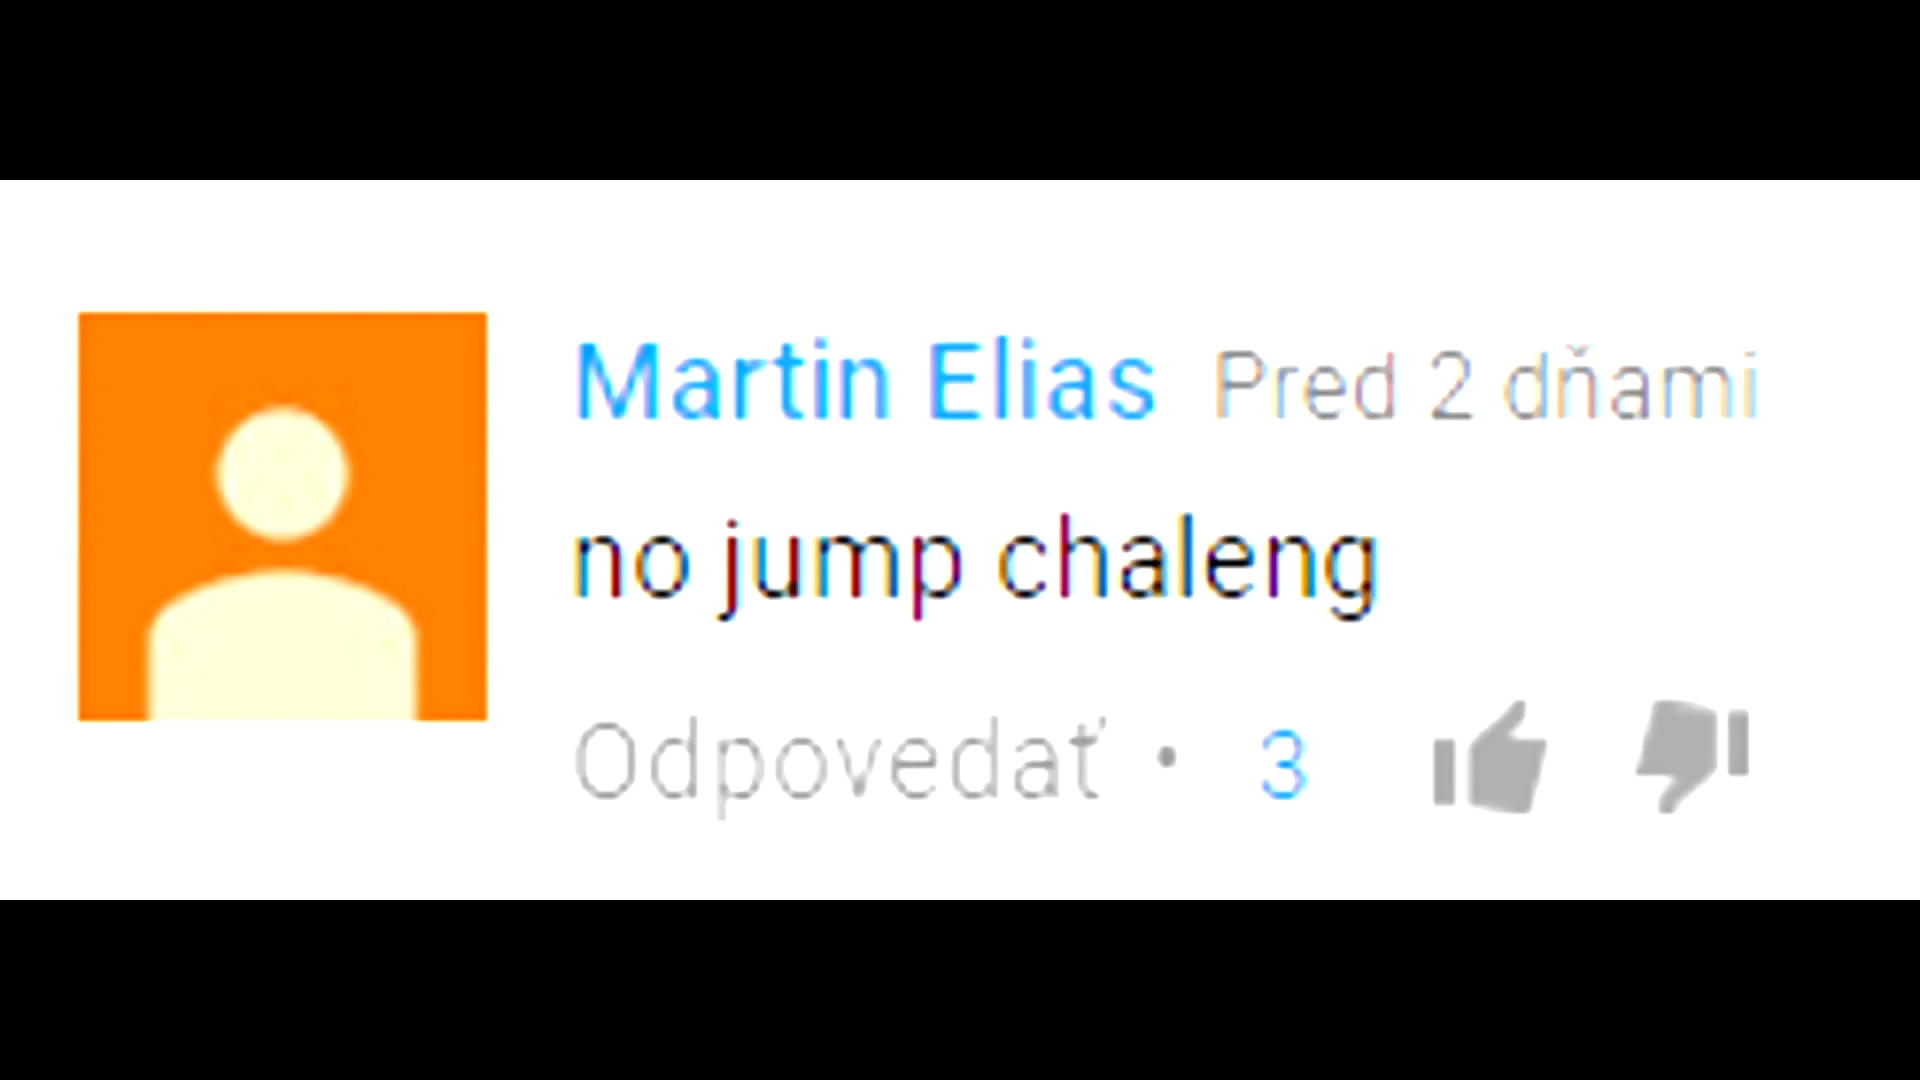 Martin Elias Pred 2 dňami
no jump chaleng
Odpovedať • 3